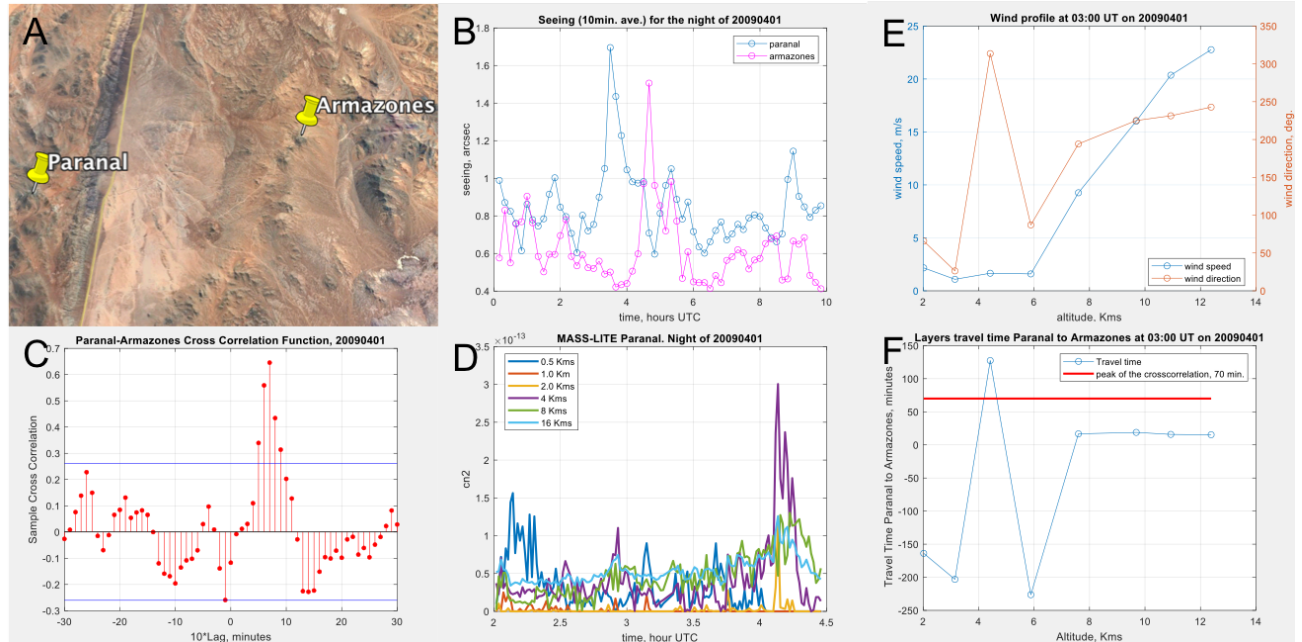 A
Armazones
Paranal
B
Seeing (10min. ave.) for the night of 20090401
paranal
armazones
seeing, arcsec
1.8
1.6
1.4
1.2
1
0.8
0.6
0.4
0
2
4
6
8
10
time, hours UTC
E
Wind profile at 03:00 UT on 20090401
wind speed, m/s
25
20
15
10
5
0
350
300
250
200
150
100
50
0
wind direction, deg.
wind speed
wind direction
2
4
6
8
10
12
14
altitude, Kms
C
Paranal-Armazones Cross Correlation Function, 20090401
Sample Cross Correlation
0.7
0.6
0.5
0.4
0.3
0.2
0.1
0
-0.1
-0.2
-0.3
-30
-20
-10
0
10
20
30
10*Lag, minutes
D
MASS-LITE Paranal. Night of 20090401
×10-13
cn2
3.5
3
2.5
2
1.5
1
0.5
0
0.5 Kms
1.0 Km
2.0 Kms
4 Kms
8 Kms
16 Kms
2
2.5
3
3.5
4
4.5
time, hour UTC
F
Layers travel time Paranal to Armazones at 03:00 UT on 20090401
Travel Time Paranal to Armazones, minutes
150
100
50
0
-50
-100
-150
-200
-250
Travel time
peak of the crosscorrelation, 70 min.
2
4
6
8
10
12
14
Altitude, Kms